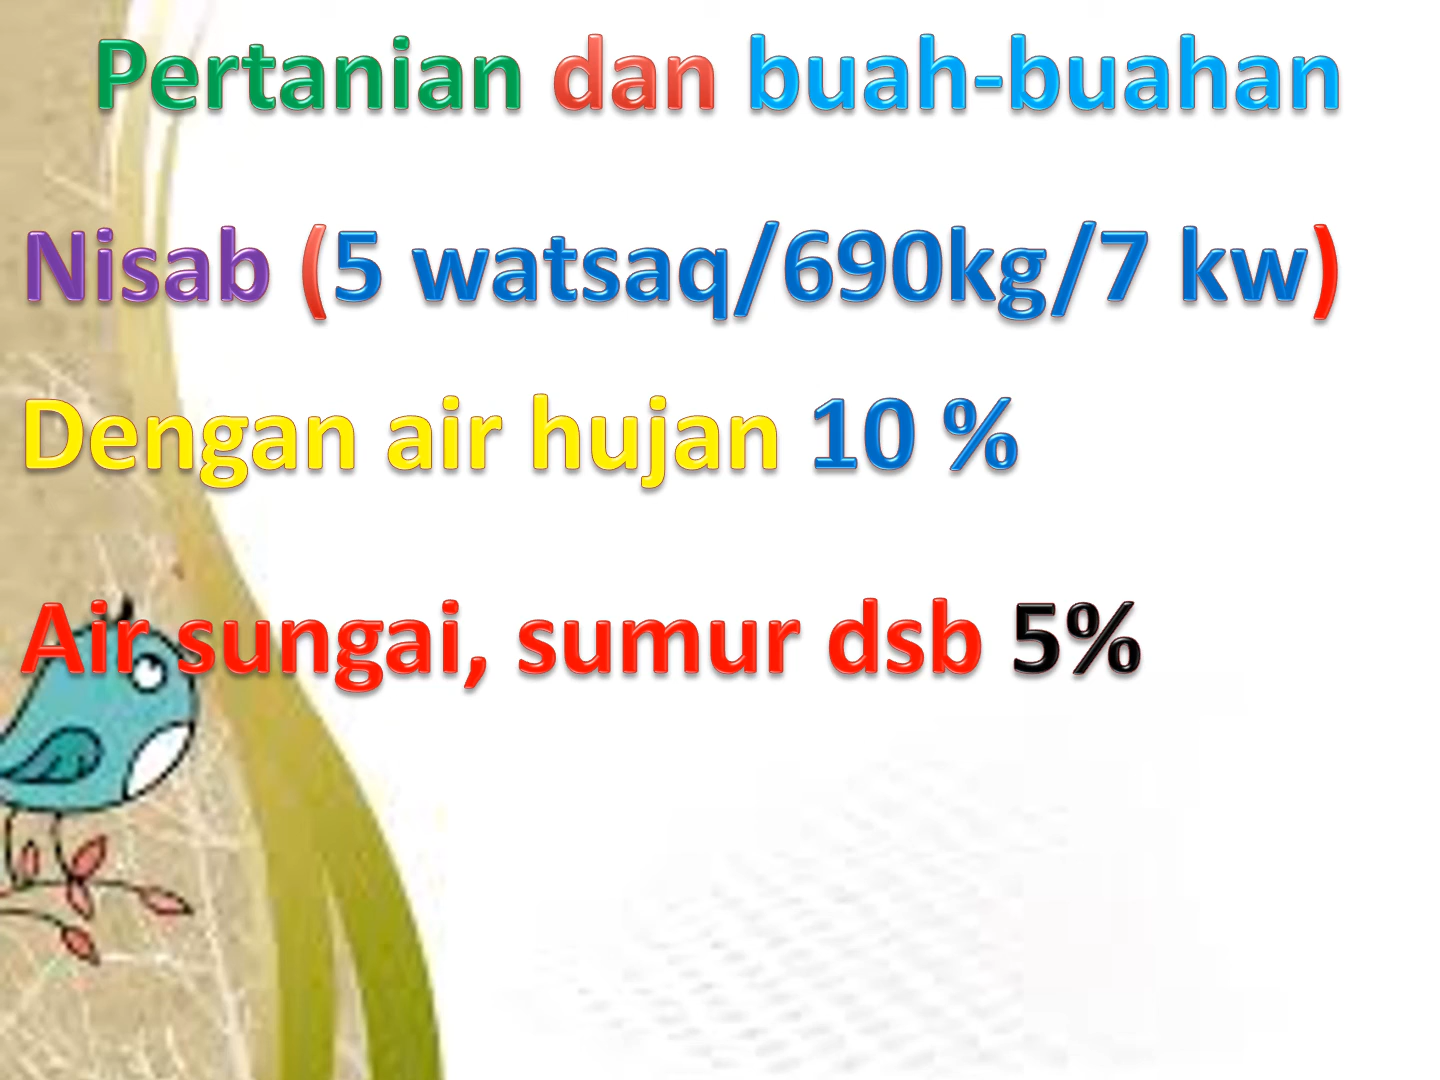 Pertanian dan buah-buahan
Nisab (5 watsaq/690kg/7 kw)
Dengan air hujan 10 %
Air sungai, sumur dsb 5%